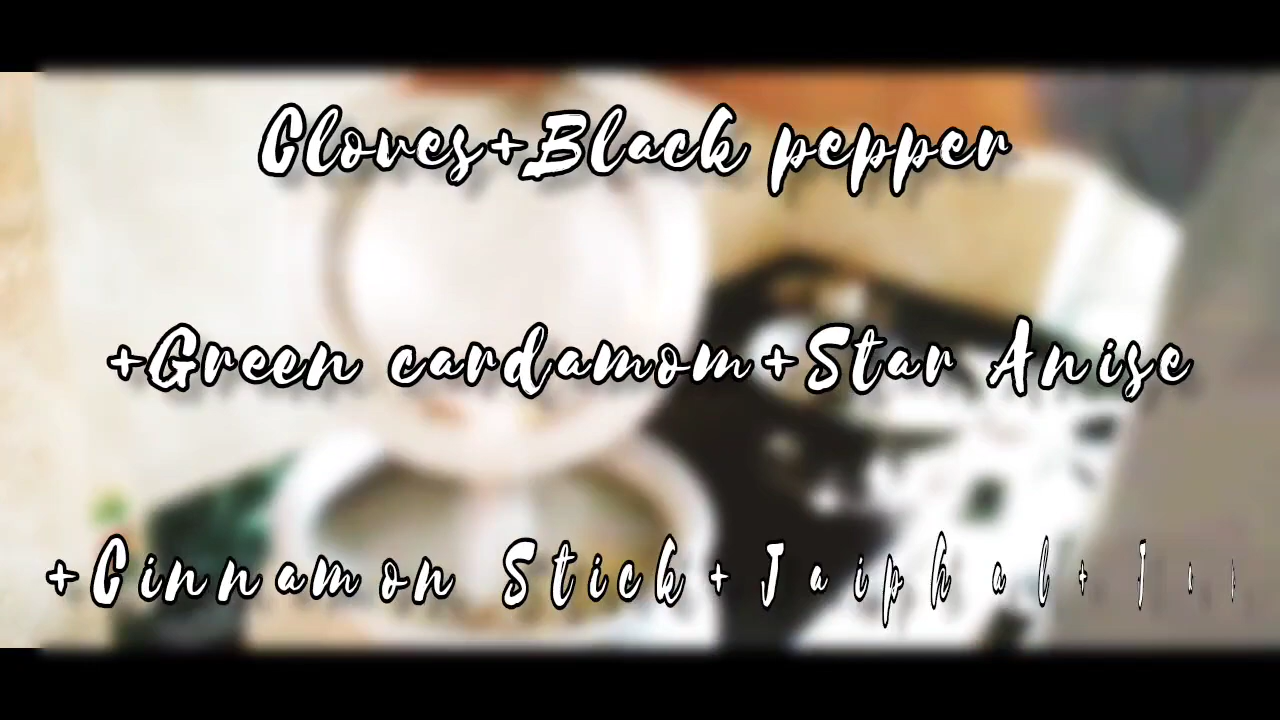 Cloves+Black pepper
+Green cardamom+Star Anise
+Cinnamon Stick+Jaiphal+